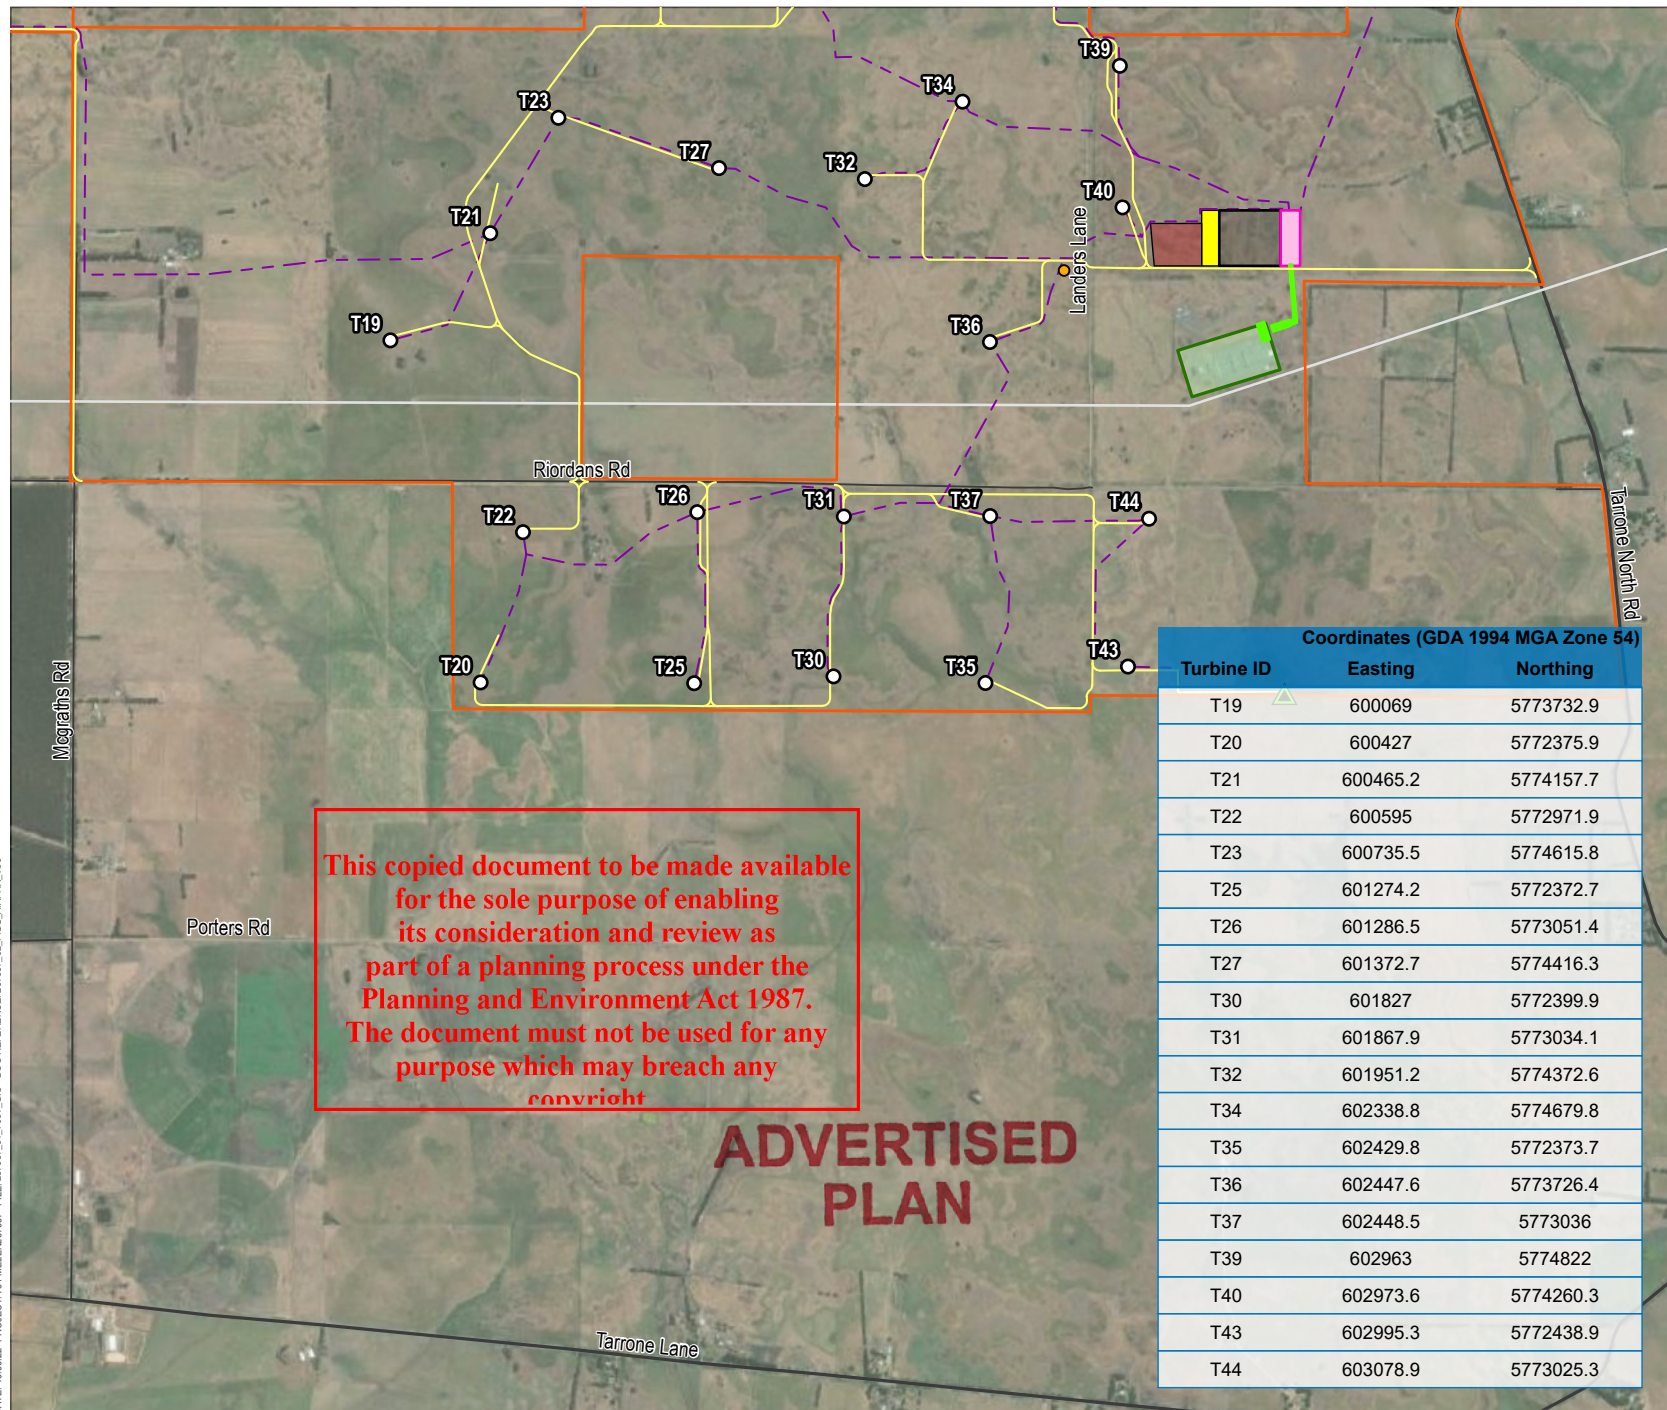 T39
T34
T23
T27
T32
T40
T21
Landers Lane
T19
T36
Riordans Rd
T26
T31
T37
T44
T22
Tarrone North Rd
T20
T25
T30
T35
T43
Mcgraths Rd
Coordinates (GDA 1994 MGA Zone 54)
Turbine ID Easting Northing
T19 600069 5773732.9
T20 600427 5772375.9
T21 600465.2 5774157.7
T22 600595 5772971.9
T23 600735.5 5774615.8
T25 601274.2 5772372.7
T26 601286.5 5773051.4
T27 601372.7 5774416.3
T30 601827 5772399.9
T31 601867.9 5773034.1
T32 601951.2 5774372.6
T34 602338.8 5774679.8
T35 602429.8 5772373.7
T36 602447.6 5773726.4
T37 602448.5 5773036
T39 602963 5774822
T40 602973.6 5774260.3
T43 602995.3 5772438.9
T44 603078.9 5773025.3
This copied document to be made available
for the sole purpose of enabling
its consideration and review as
part of a planning process under the
Planning and Environment Act 1987.
The document must not be used for any
purpose which may breach any
copyright
Porters Rd
ADVERTISED
PLAN
Tarrone Lane